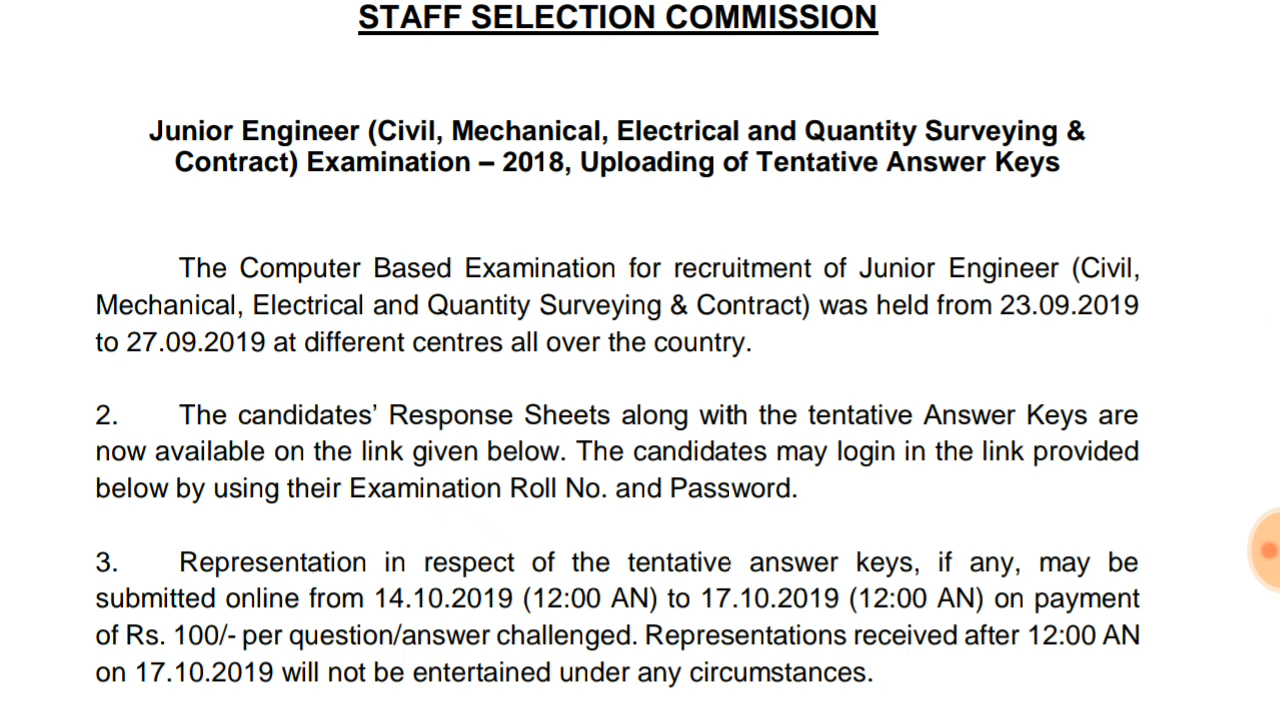 STAFF SELECTION COMMISSION
Junior Engineer (Civil, Mechanical, Electrical and Quantity Surveying &
Contract) Examination – 2018, Uploading of Tentative Answer Keys
The Computer Based Examination for recruitment of Junior Engineer (Civil,
Mechanical, Electrical and Quantity Surveying & Contract) was held from 23.09.2019
to 27.09.2019 at different centres all over the country.
2. The candidates’ Response Sheets along with the tentative Answer Keys are
now available on the link given below. The candidates may login in the link provided
below by using their Examination Roll No. and Password.
3. Representation in respect of the tentative answer keys, if any, may be
submitted online from 14.10.2019 (12:00 AN) to 17.10.2019 (12:00 AN) on payment
of Rs. 100/- per question/answer challenged. Representations received after 12:00 AN
on 17.10.2019 will not be entertained under any circumstances.